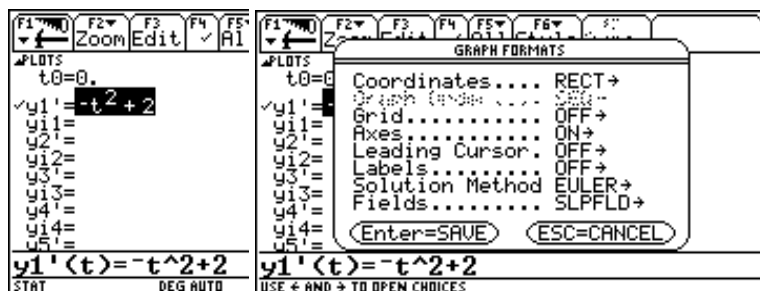 F1 F2 F3 F4 F5
Zoom Edit ✓ Al
PLOTS
t0=0.
✓y1'=-t²+2
yi1=
y2'=
yi2=
y3'=
yi3=
y4'=
yi4=
y5'=
y1'(t)=-t^2+2
STAT DEG AUTO
F1 F2 F3 F4 F5 F6
GRAPH FORMATS
PLOTS
t0=0
✓y1'=
yi1=
y2'=
yi2=
y3'=
yi3=
y4'=
yi4=
y5'=
Coordinates.... RECT→
Grid........... OFF→
Axes........... ON→
Leading Cursor. OFF→
Labels......... OFF→
Solution Method EULER→
Fields......... SLPFLD→
Enter=SAVE ESC=CANCEL
y1'(t)=-t^2+2
USE ← AND → TO OPEN CHOICES